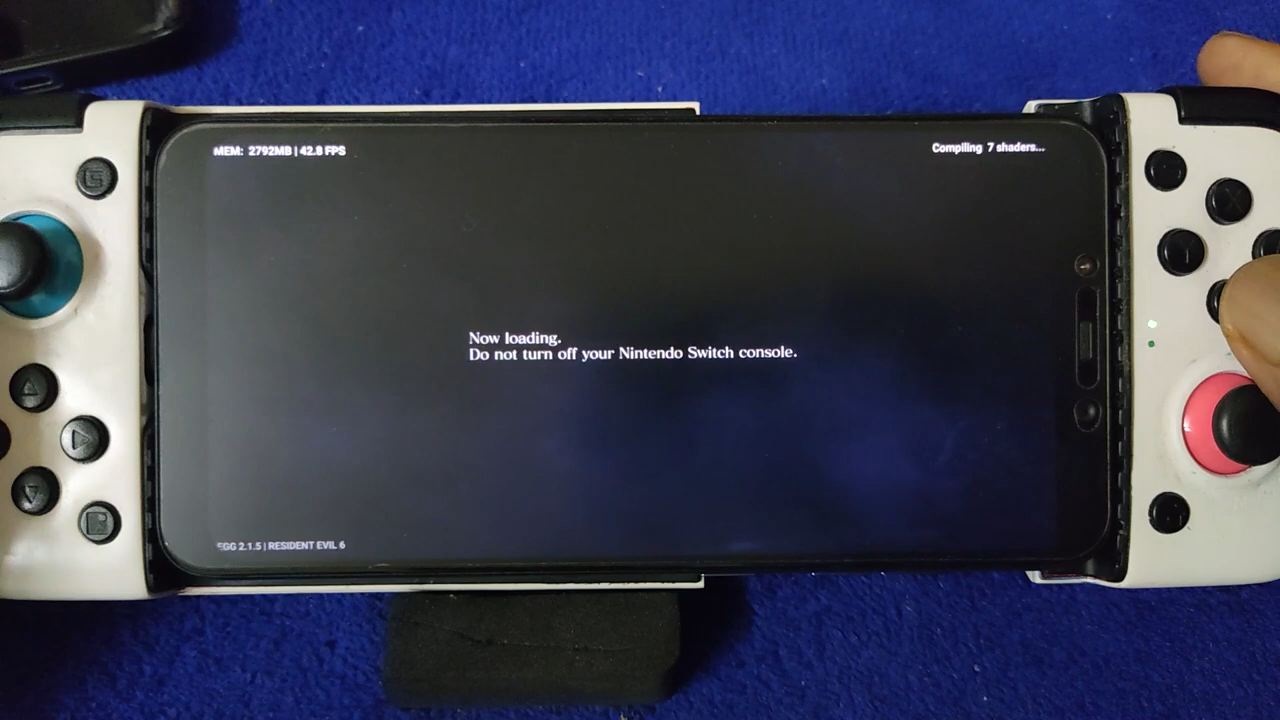 MEM: 2792MB | 42.8 FPS
Compiling 7 shaders...
Now loading.
Do not turn off your Nintendo Switch console.
EGG 2.1.5 | RESIDENT EVIL 6